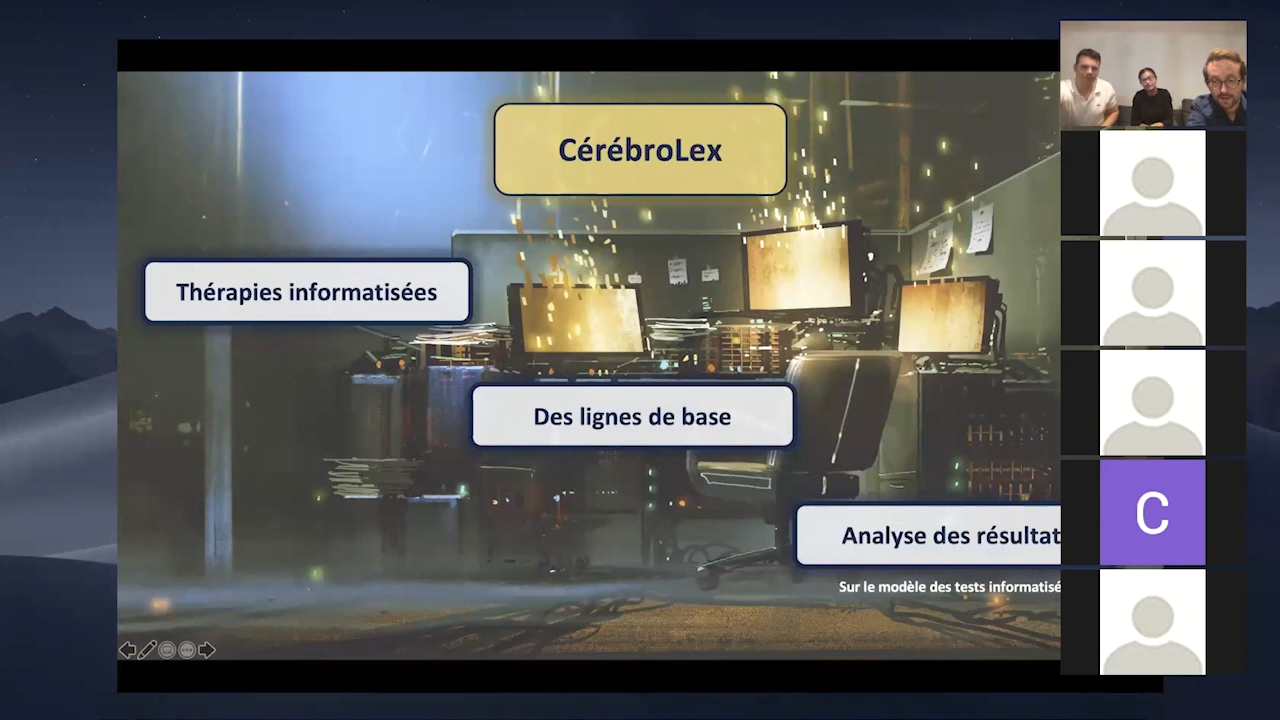 CérébroLex
Thérapies informatisées
Des lignes de base
Analyse des résultat
Sur le modèle des tests informatisé
C